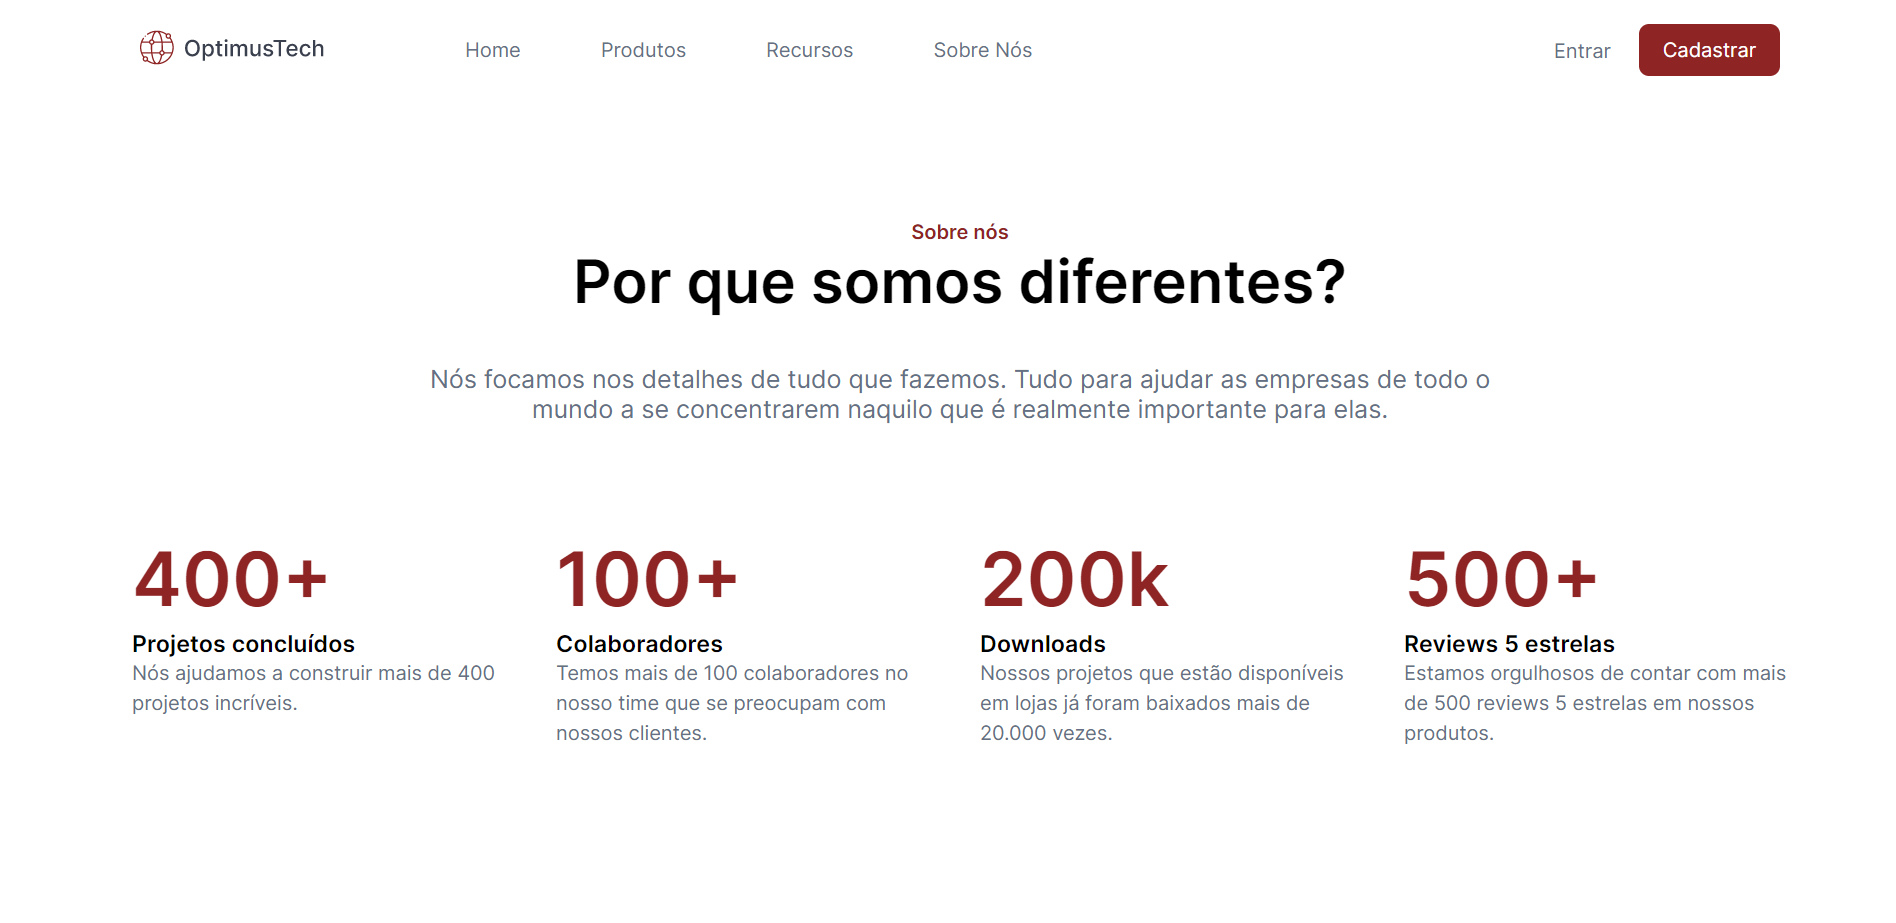 OptimusTech
Home
Produtos
Recursos
Sobre Nós
Entrar
Cadastrar
Sobre nós
Por que somos diferentes?
Nós focamos nos detalhes de tudo que fazemos. Tudo para ajudar as empresas de todo o
mundo a se concentrarem naquilo que é realmente importante para elas.
400+
Projetos concluídos
Nós ajudamos a construir mais de 400
projetos incríveis.
100+
Colaboradores
Temos mais de 100 colaboradores no
nosso time que se preocupam com
nossos clientes.
200k
Downloads
Nossos projetos que estão disponíveis
em lojas já foram baixados mais de
20.000 vezes.
500+
Reviews 5 estrelas
Estamos orgulhosos de contar com mais
de 500 reviews 5 estrelas em nossos
produtos.